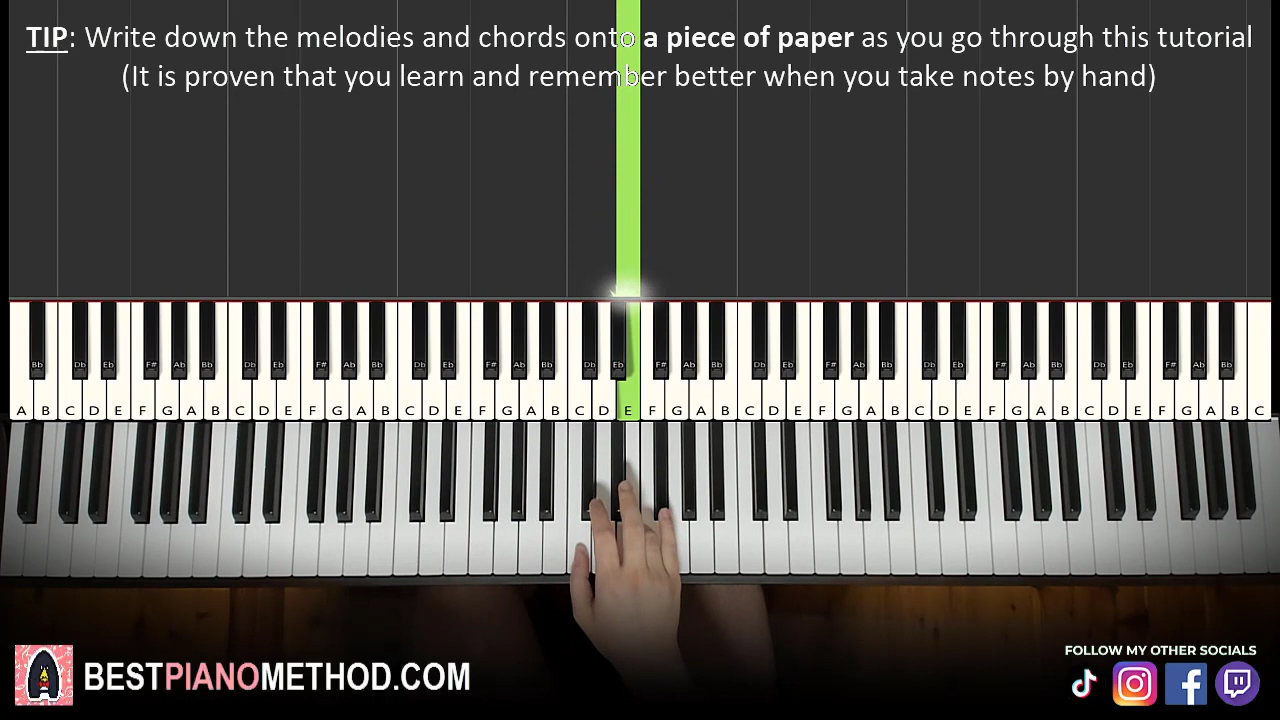 TIP: Write down the melodies and chords onto a piece of paper as you go through this tutorial
(It is proven that you learn and remember better when you take notes by hand)
Bb Db Eb F# Ab Bb Db Eb F# Ab Bb Db Eb F# Ab Bb Db Eb F# Ab Bb Db Eb F# Ab Bb Db Eb F# Ab Bb Db Eb F# Ab Bb
A B C D E F G A B C D E F G A B C D E F G A B C D E F G A B C D E F G A B C D E F G A B C D E F G A B C
BESTPIANOMETHOD.COM
FOLLOW MY OTHER SOCIALS